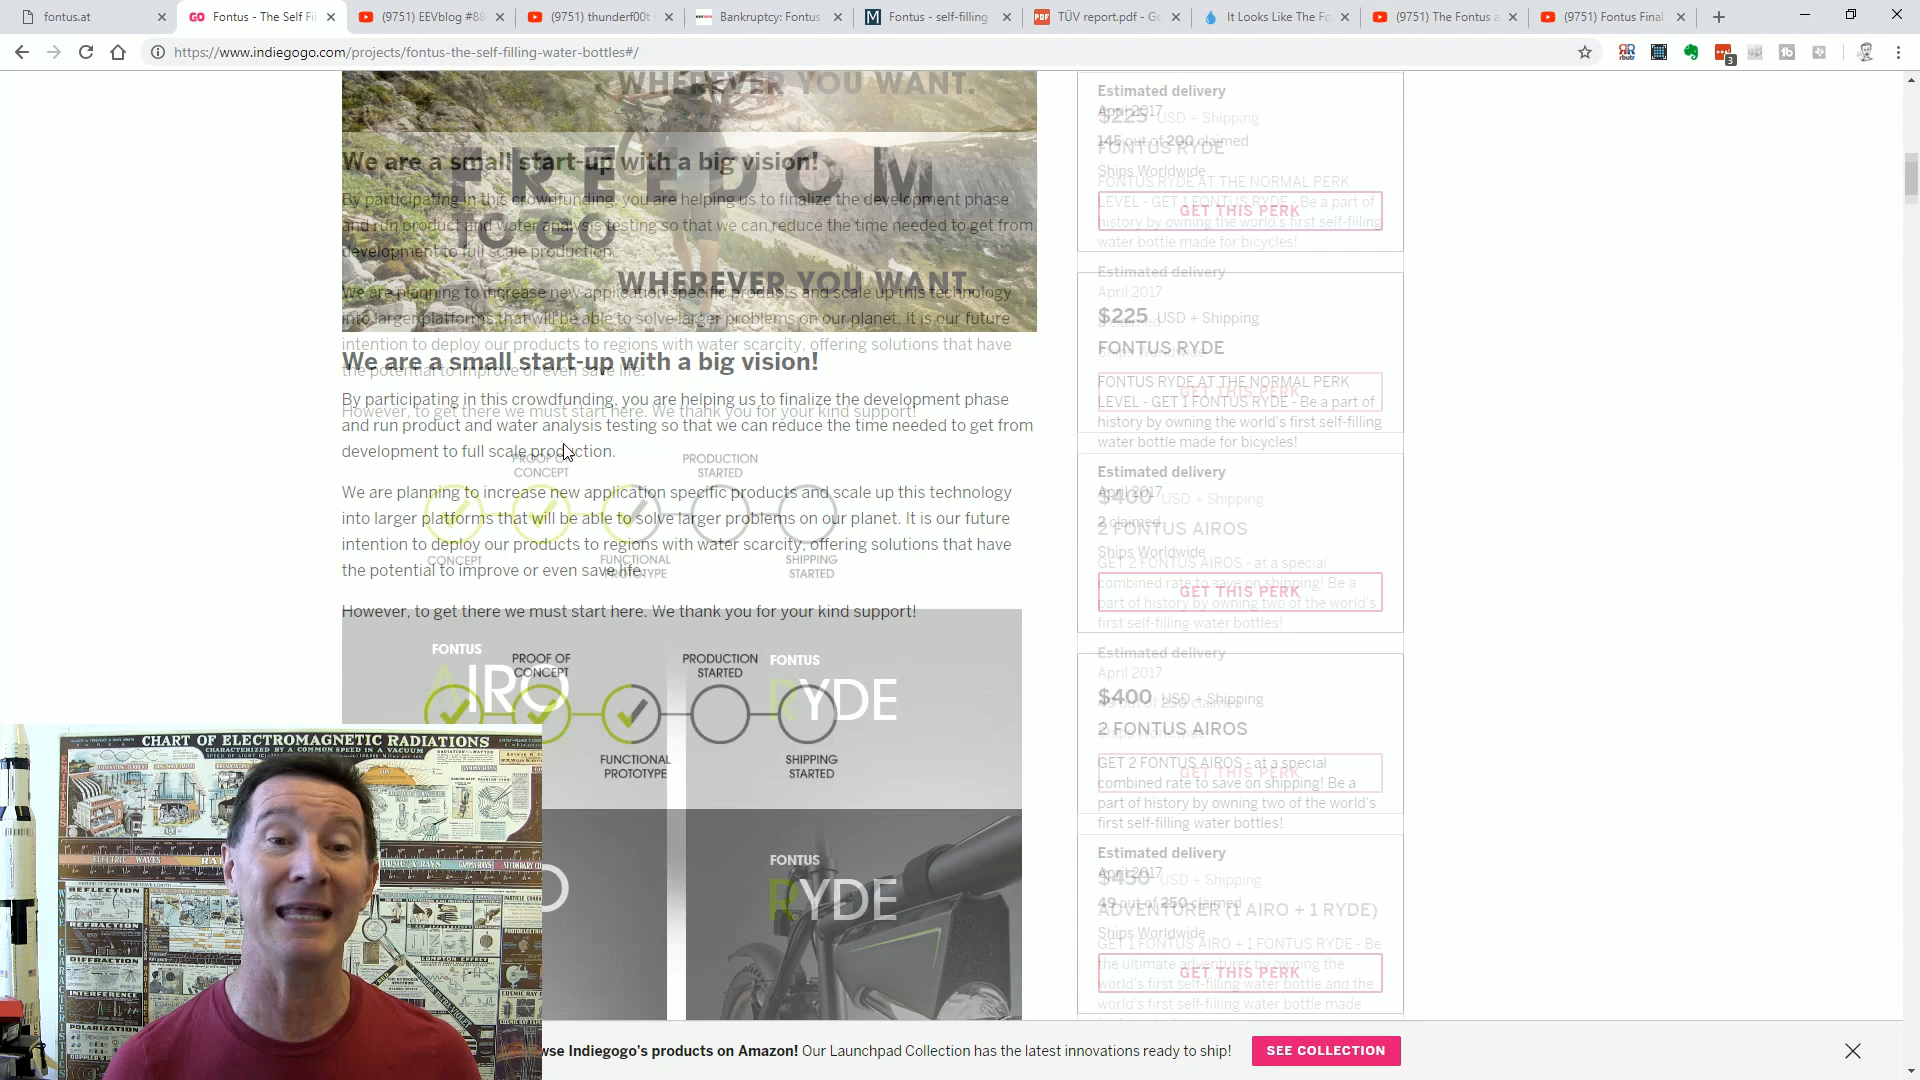 fontus.at
Fontus - The Self Fil
(9751) EEVblog #88
(9751) thunderf00t
Bankruptcy: Fontus
Fontus - self-filling
TÜV report.pdf - Go
It Looks Like The Fo
(9751) The Fontus a
(9751) Fontus Final
https://www.indiegogo.com/projects/fontus-the-self-filling-water-bottles#/
WHEREVER YOU WANT.
FREEDOM
TO GO
WHEREVER YOU WANT.
We are a small start-up with a big vision!
By participating in this crowdfunding, you are helping us to finalize the development phase
and run product and water analysis testing so that we can reduce the time needed to get from
development to full scale production.
We are planning to increase new application specific products and scale up this technology
into larger platforms that will be able to solve larger problems on our planet. It is our future
intention to deploy our products to regions with water scarcity, offering solutions that have
the potential to improve or even save life.
We are a small start-up with a big vision!
By participating in this crowdfunding, you are helping us to finalize the development phase
However, to get there we must start here. We thank you for your kind support!
and run product and water analysis testing so that we can reduce the time needed to get from
development to full scale production.
PROOF OF
CONCEPT
PRODUCTION
STARTED
We are planning to increase new application specific products and scale up this technology
into larger platforms that will be able to solve larger problems on our planet. It is our future
intention to deploy our products to regions with water scarcity, offering solutions that have
CONCEPT
FUNCTIONAL
PROTOTYPE
SHIPPING
STARTED
the potential to improve or even save life.
However, to get there we must start here. We thank you for your kind support!
FONTUS
AIRO
PROOF OF
CONCEPT
PRODUCTION
STARTED
FONTUS
RYDE
FUNCTIONAL
PROTOTYPE
SHIPPING
STARTED
FONTUS
RYDE
Estimated delivery
April 2017
$225 USD + Shipping
145 out of 200 claimed
FONTUS RYDE
Ships Worldwide
FONTUS RYDE AT THE NORMAL PERK
LEVEL - GET 1 FONTUS RYDE - Be a part of
GET THIS PERK
history by owning the world's first self-filling
water bottle made for bicycles!
Estimated delivery
April 2017
$225 USD + Shipping
FONTUS RYDE
FONTUS RYDE AT THE NORMAL PERK
GET THIS PERK
LEVEL - GET 1 FONTUS RYDE - Be a part of
history by owning the world's first self-filling
water bottle made for bicycles!
Estimated delivery
April 2017
$400 USD + Shipping
2 claimed
2 FONTUS AIROS
Ships Worldwide
GET 2 FONTUS AIROS - at a special
combined rate to save on shipping! Be a
GET THIS PERK
part of history by owning two of the world's
first self-filling water bottles!
Estimated delivery
April 2017
$400 USD + Shipping
49 out of 250 claimed
2 FONTUS AIROS
GET 2 FONTUS AIROS - at a special
GET THIS PERK
combined rate to save on shipping! Be a
part of history by owning two of the world's
first self-filling water bottles!
Estimated delivery
April 2017
$450 USD + Shipping
49 out of 250 claimed
ADVENTURER (1 AIRO + 1 RYDE)
Ships Worldwide
GET 1 FONTUS AIRO + 1 FONTUS RYDE - Be
the ultimate adventurer by owning the
GET THIS PERK
world's first self-filling water bottle and the
world's first self-filling water bottle made
CHART OF ELECTROMAGNETIC RADIATIONS
CHARACTERIZED BY A COMMON SPEED IN A VACUUM
ELECTRIC WAVES
REFLECTION
REFRACTION
DIFFRACTION
INTERFERENCE
POLARIZATION
COMPTON EFFECT
wse Indiegogo's products on Amazon! Our Launchpad Collection has the latest innovations ready to ship!
SEE COLLECTION